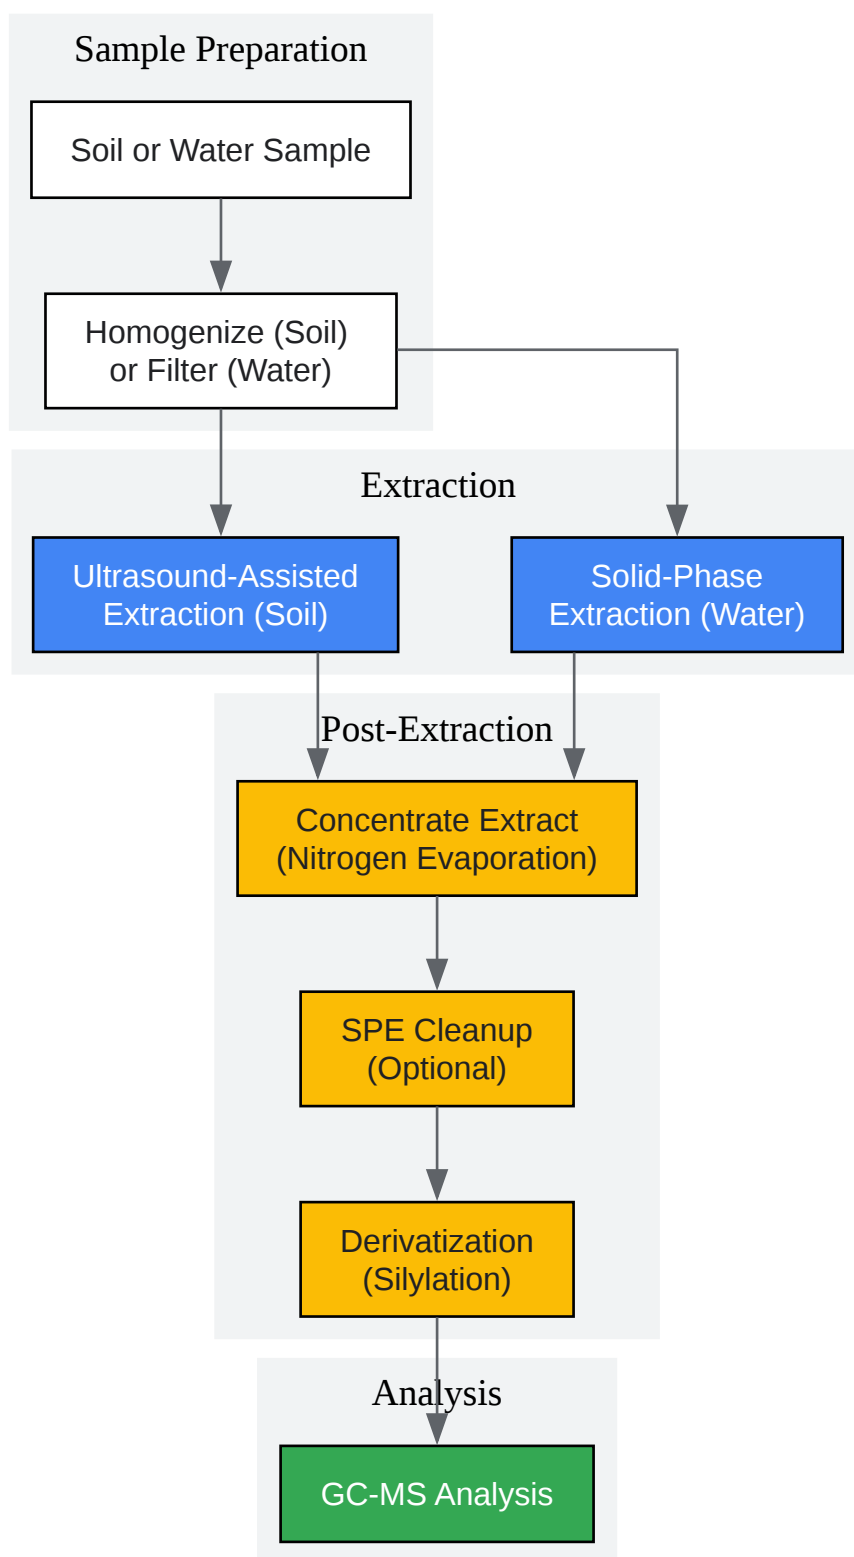 Sample Preparation
Soil or Water Sample
Homogenize (Soil)
or Filter (Water)
Extraction
Ultrasound-Assisted
Extraction (Soil)
Solid-Phase
Extraction (Water)
Post-Extraction
Concentrate Extract
(Nitrogen Evaporation)
SPE Cleanup
(Optional)
Derivatization
(Silylation)
Analysis
GC-MS Analysis